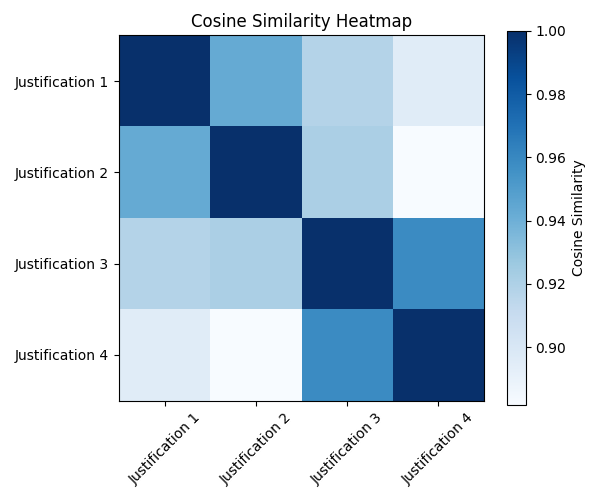 Cosine Similarity Heatmap
Justification 1
Justification 2
Justification 3
Justification 4
Justification 1
Justification 2
Justification 3
Justification 4
1.00
0.98
0.96
0.94
0.92
0.90
Cosine Similarity